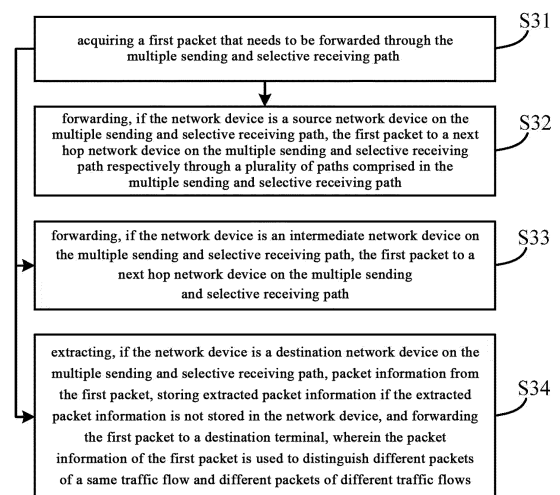 S31
acquiring a first packet that needs to be forwarded through the
multiple sending and selective receiving path
S32
forwarding, if the network device is a source network device on the
multiple sending and selective receiving path, the first packet to a next
hop network device on the multiple sending and selective receiving
path respectively through a plurality of paths comprised in the
multiple sending and selective receiving path
S33
forwarding, if the network device is an intermediate network device on
the multiple sending and selective receiving path, the first packet to a
next hop network device on the multiple sending
and selective receiving path
S34
extracting, if the network device is a destination network device on the
multiple sending and selective receiving path, packet information from
the first packet, storing extracted packet information if the extracted
packet information is not stored in the network device, and forwarding
the first packet to a destination terminal, wherein the packet
information of the first packet is used to distinguish different packets
of a same traffic flow and different packets of different traffic flows